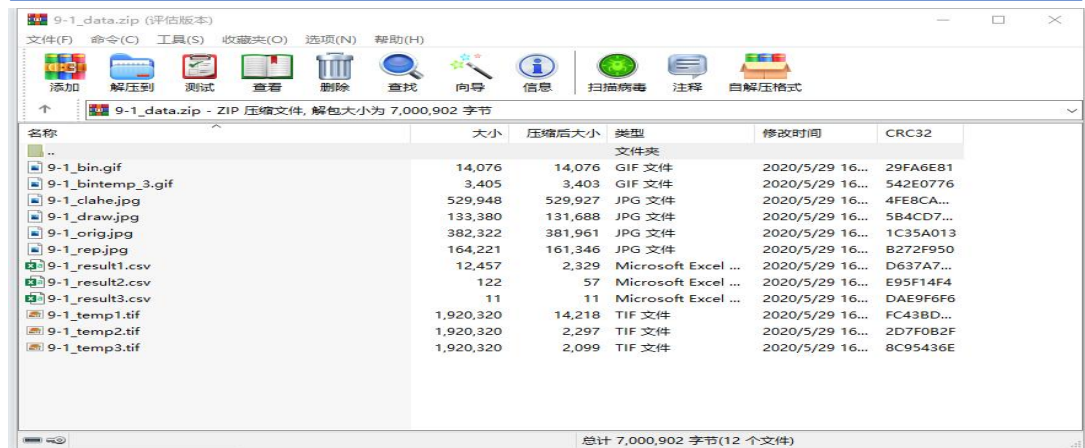 9-1_data.zip (评估版本)
文件(F) 命令(C) 工具(S) 收藏夹(O) 选项(N) 帮助(H)
添加 解压到 测试 查看 删除 查找 向导 信息 扫描病毒 注释 自解压格式
9-1_data.zip - ZIP 压缩文件, 解包大小为 7,000,902 字节
名称 大小 压缩后大小 类型 修改时间 CRC32
.. 文件夹
9-1_bin.gif 14,076 14,076 GIF 文件 2020/5/29 16... 29FA6E81
9-1_bintemp_3.gif 3,405 3,403 GIF 文件 2020/5/29 16... 542E0776
9-1_clahe.jpg 529,948 529,927 JPG 文件 2020/5/29 16... 4FE8CA...
9-1_draw.jpg 133,380 131,688 JPG 文件 2020/5/29 16... 5B4CD7...
9-1_orig.jpg 382,322 381,961 JPG 文件 2020/5/29 16... 1C35A013
9-1_rep.jpg 164,221 161,346 JPG 文件 2020/5/29 16... B272F950
9-1_result1.csv 12,457 2,329 Microsoft Excel ... 2020/5/29 16... D637A7...
9-1_result2.csv 122 57 Microsoft Excel ... 2020/5/29 16... E95F14F4
9-1_result3.csv 11 11 Microsoft Excel ... 2020/5/29 16... DAE9F6F6
9-1_temp1.tif 1,920,320 14,218 TIF 文件 2020/5/29 16... FC43BD...
9-1_temp2.tif 1,920,320 2,297 TIF 文件 2020/5/29 16... 2D7F0B2F
9-1_temp3.tif 1,920,320 2,099 TIF 文件 2020/5/29 16... 8C95436E
总计 7,000,902 字节(12 个文件)